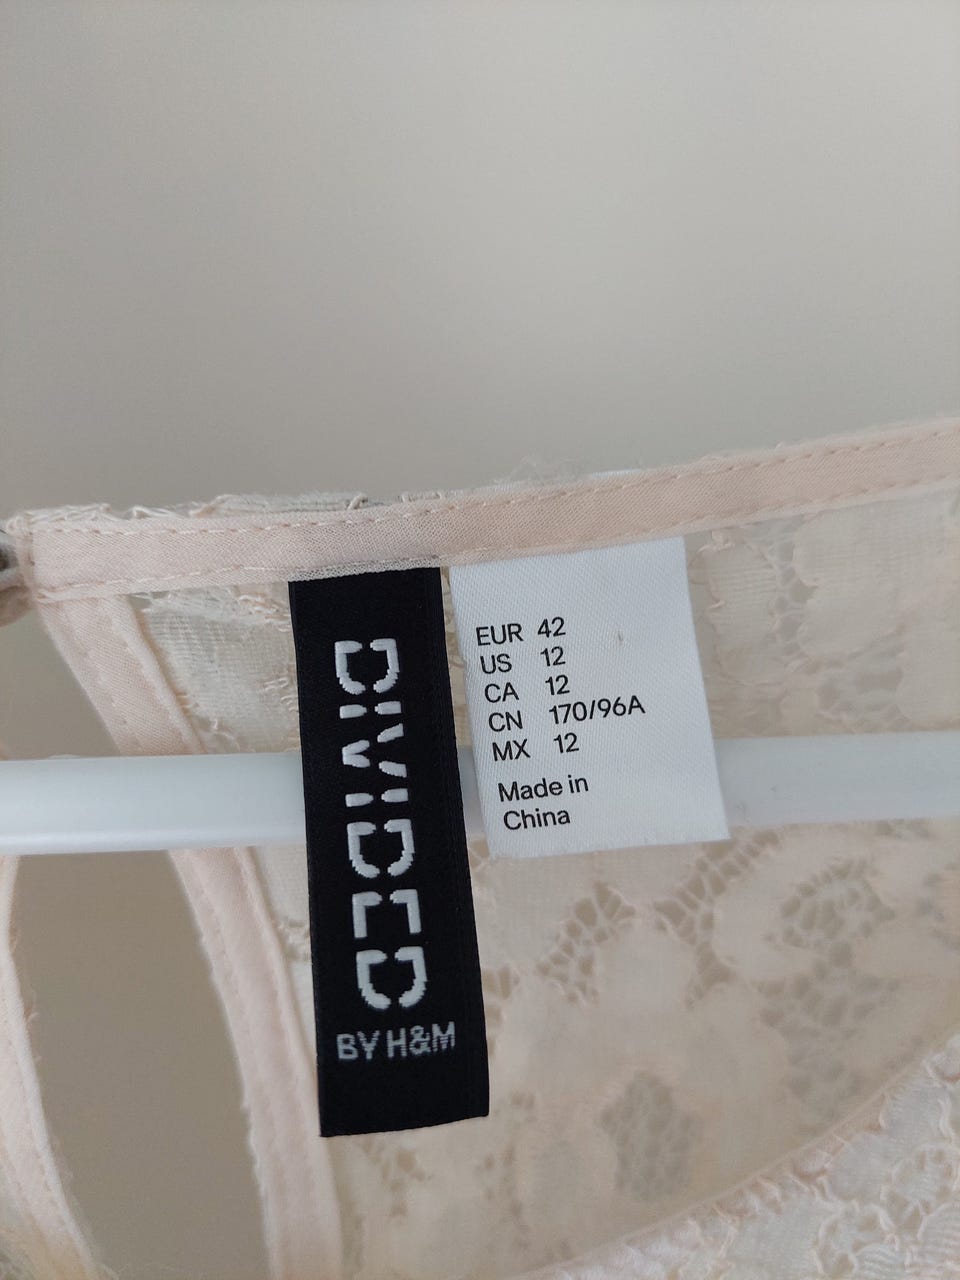 DIVIDED
BY H&M
EUR 42
US 12
CA 12
CN 170/96A
MX 12
Made in
China